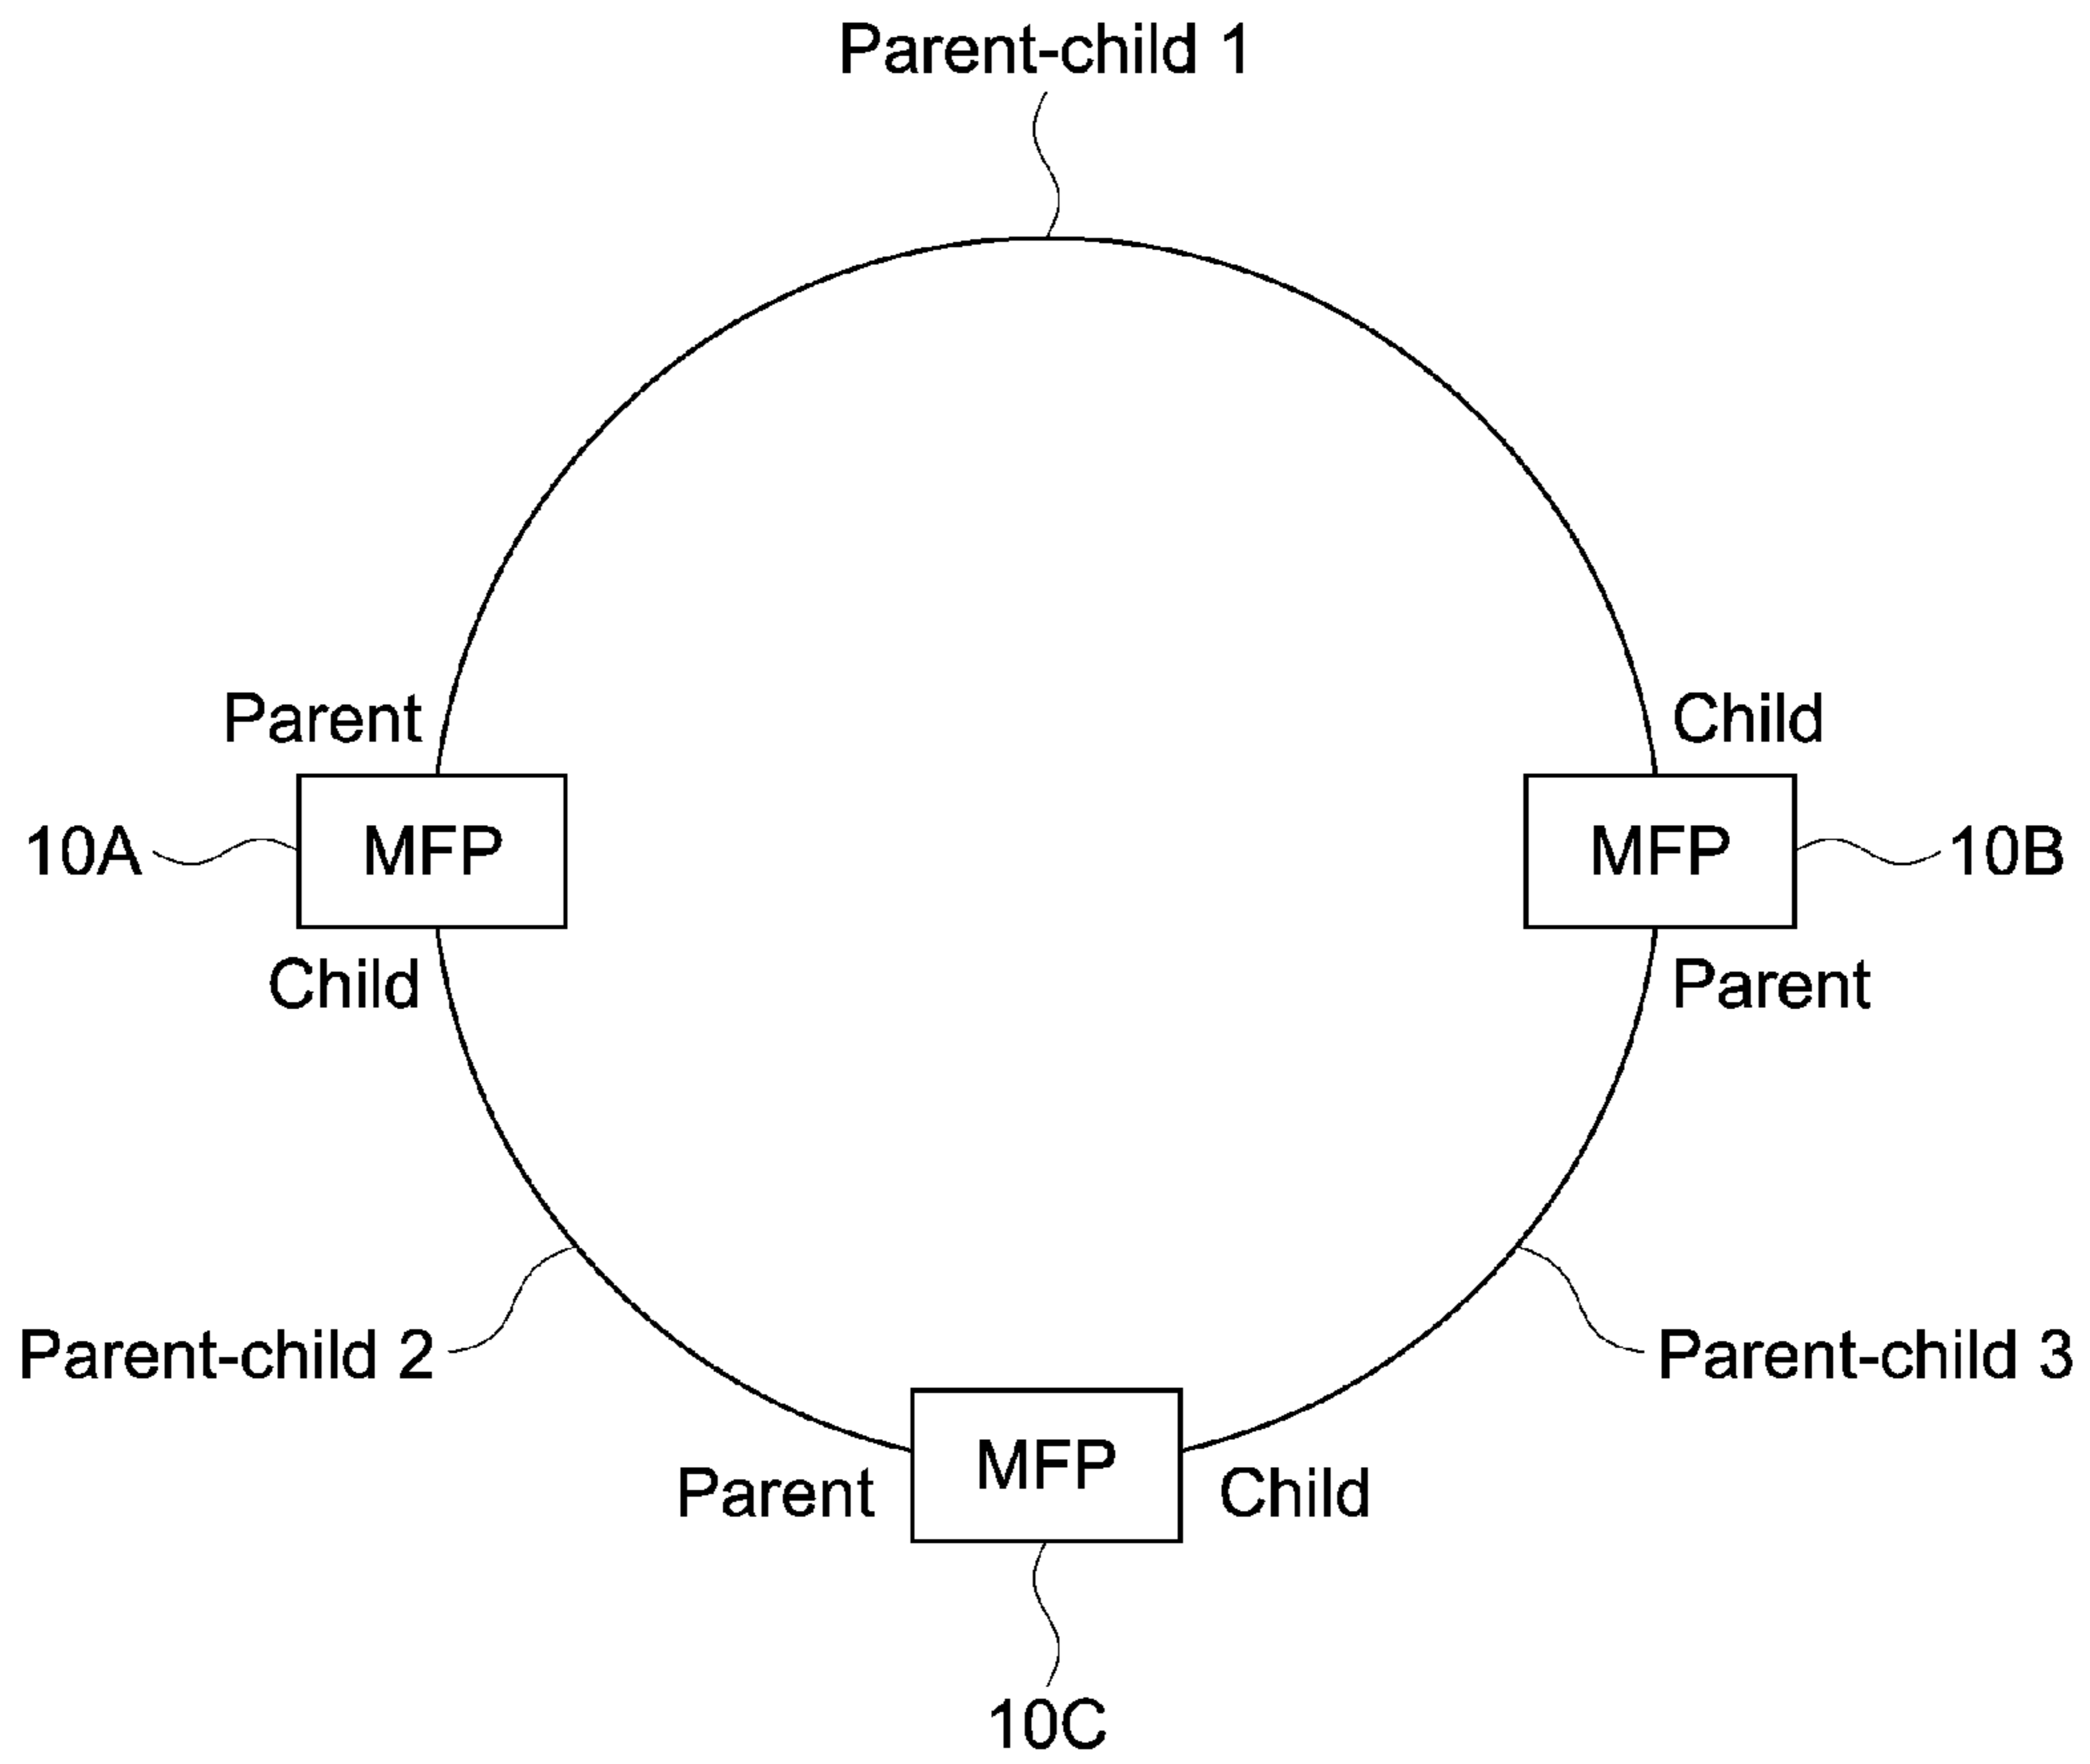 Parent-child 1
Parent
Child
MFP
MFP
10A
10B
Child
Parent
Parent-child 2
Parent-child 3
MFP
Parent
Child
10C